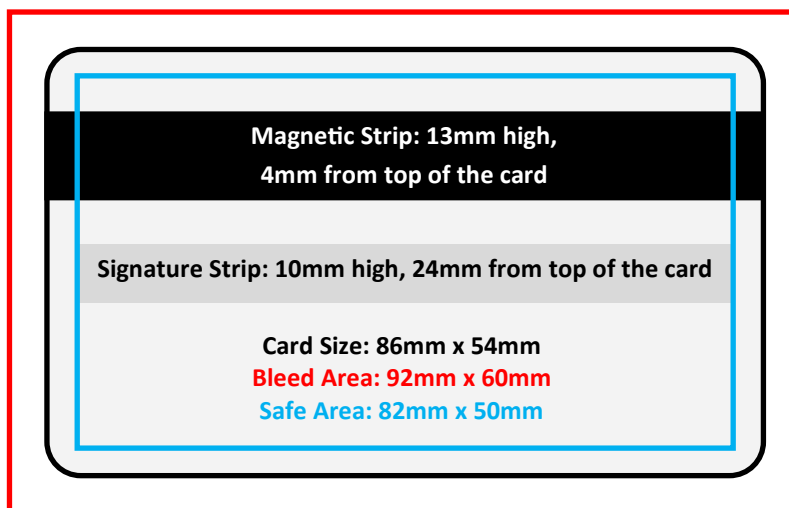 Magnetic Strip: 13mm high,
4mm from top of the card
Signature Strip: 10mm high, 24mm from top of the card
Card Size: 86mm x 54mm
Bleed Area: 92mm x 60mm
Safe Area: 82mm x 50mm